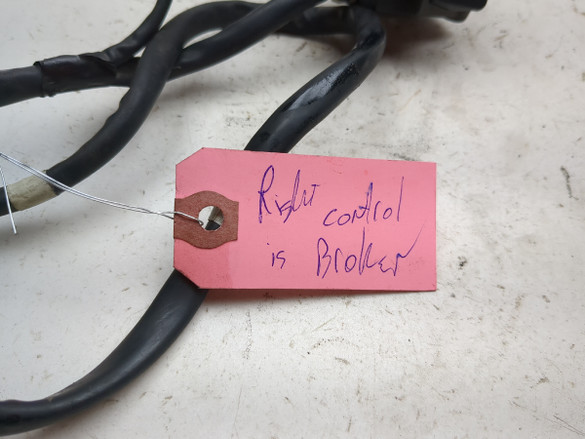 Right control
is Broken